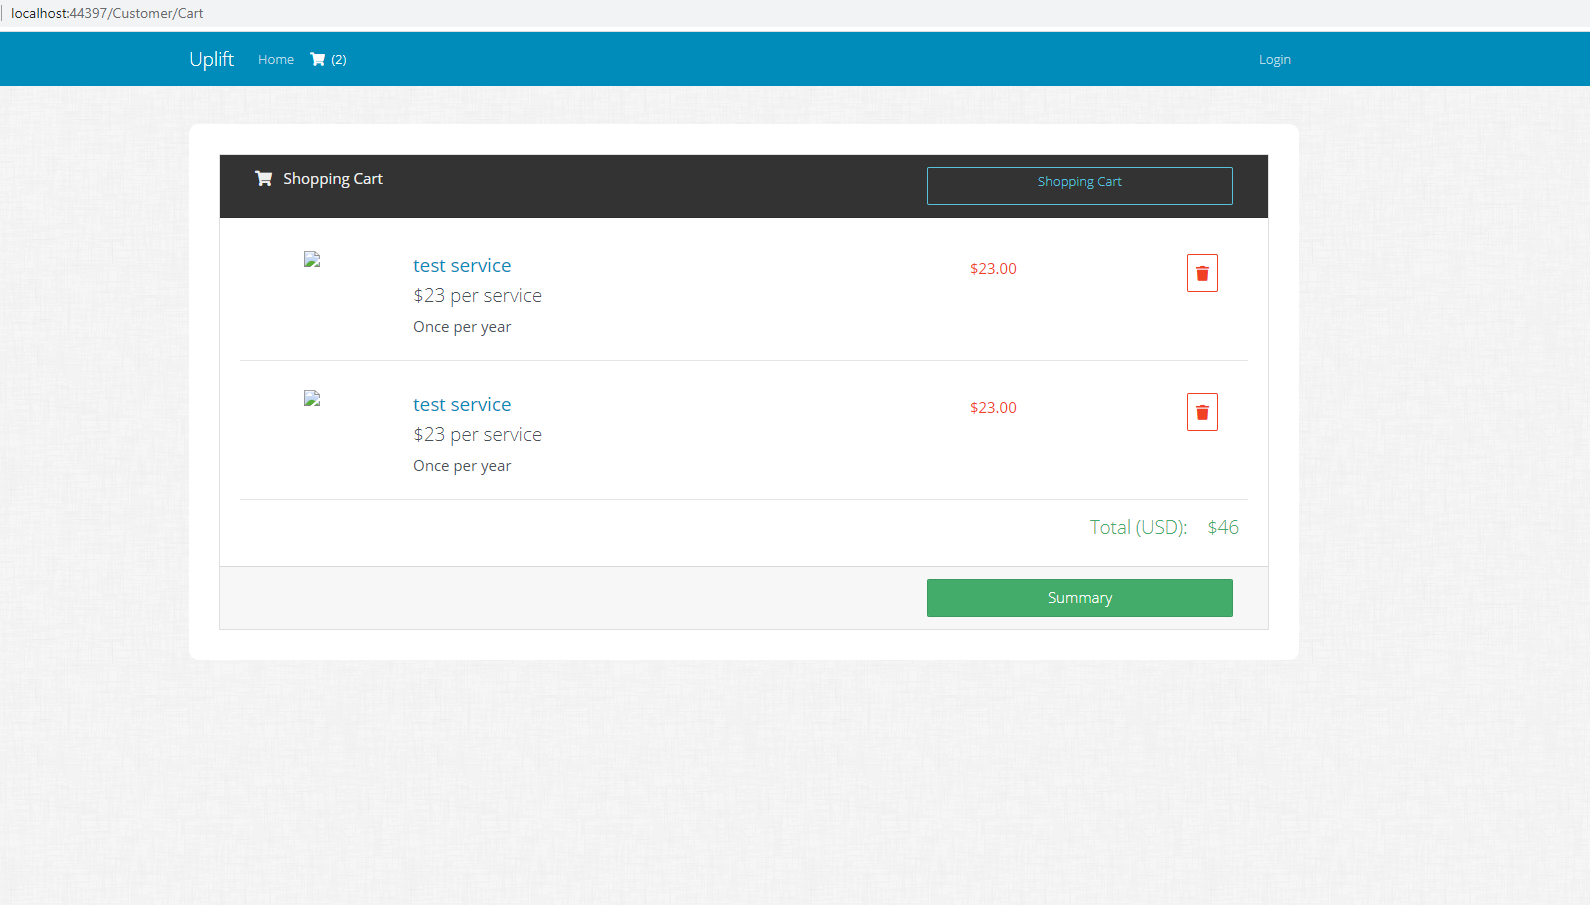 localhost:44397/Customer/Cart
Uplift Home (2) Login
Shopping Cart Shopping Cart
test service $23.00
$23 per service
Once per year
test service $23.00
$23 per service
Once per year
Total (USD): $46
Summary